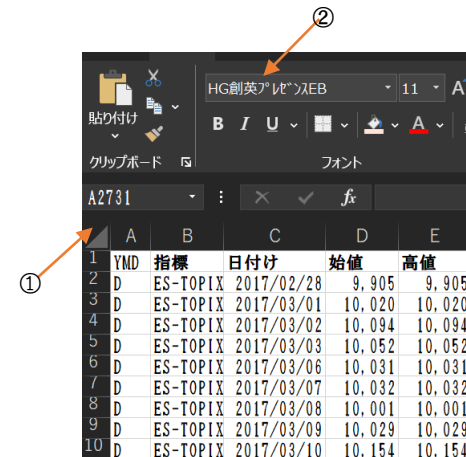 ②
HG創英ﾌﾟﾚｾﾞﾝｽEB 11 A
貼り付け
B I U A
クリップボード フォント
A2731 fx
A B C D E
①
1 YMD 指標 日付け 始値 高値
2 D ES-TOPIX 2017/02/28 9,905 9,905
3 D ES-TOPIX 2017/03/01 10,020 10,020
4 D ES-TOPIX 2017/03/02 10,094 10,094
5 D ES-TOPIX 2017/03/03 10,052 10,052
6 D ES-TOPIX 2017/03/06 10,031 10,031
7 D ES-TOPIX 2017/03/07 10,032 10,032
8 D ES-TOPIX 2017/03/08 10,001 10,001
9 D ES-TOPIX 2017/03/09 10,029 10,029
10 D ES-TOPIX 2017/03/10 10,154 10,154